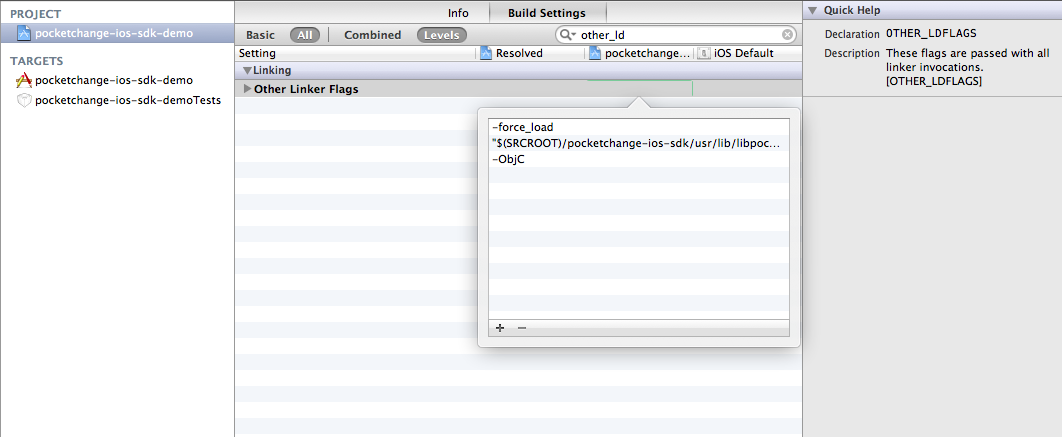 PROJECT
pocketchange-ios-sdk-demo
TARGETS
pocketchange-ios-sdk-demo
pocketchange-ios-sdk-demoTests
Info Build Settings
Basic All Combined Levels other_ld
Setting Resolved pocketchange... iOS Default
Linking
Other Linker Flags
-force_load
"$(SRCROOT)/pocketchange-ios-sdk/usr/lib/libpoc...
-ObjC
+ −
Quick Help
Declaration OTHER_LDFLAGS
Description These flags are passed with all
linker invocations.
[OTHER_LDFLAGS]